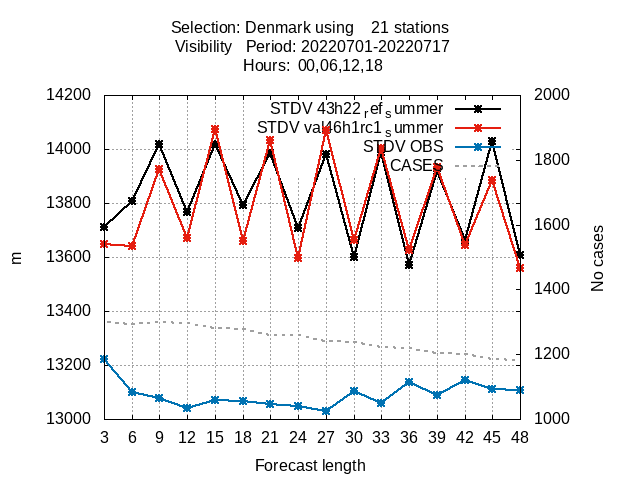 Selection: Denmark using    21 stations
Visibility   Period: 20220701-20220717
Hours: 00,06,12,18
14200
14000
13800
13600
13400
13200
13000
2000
1800
1600
1400
1200
1000
STDV 43h22refsummer
STDV val46h1rc1summer
STDV OBS
CASES
m
No cases
3 6 9 12 15 18 21 24 27 30 33 36 39 42 45 48
Forecast length